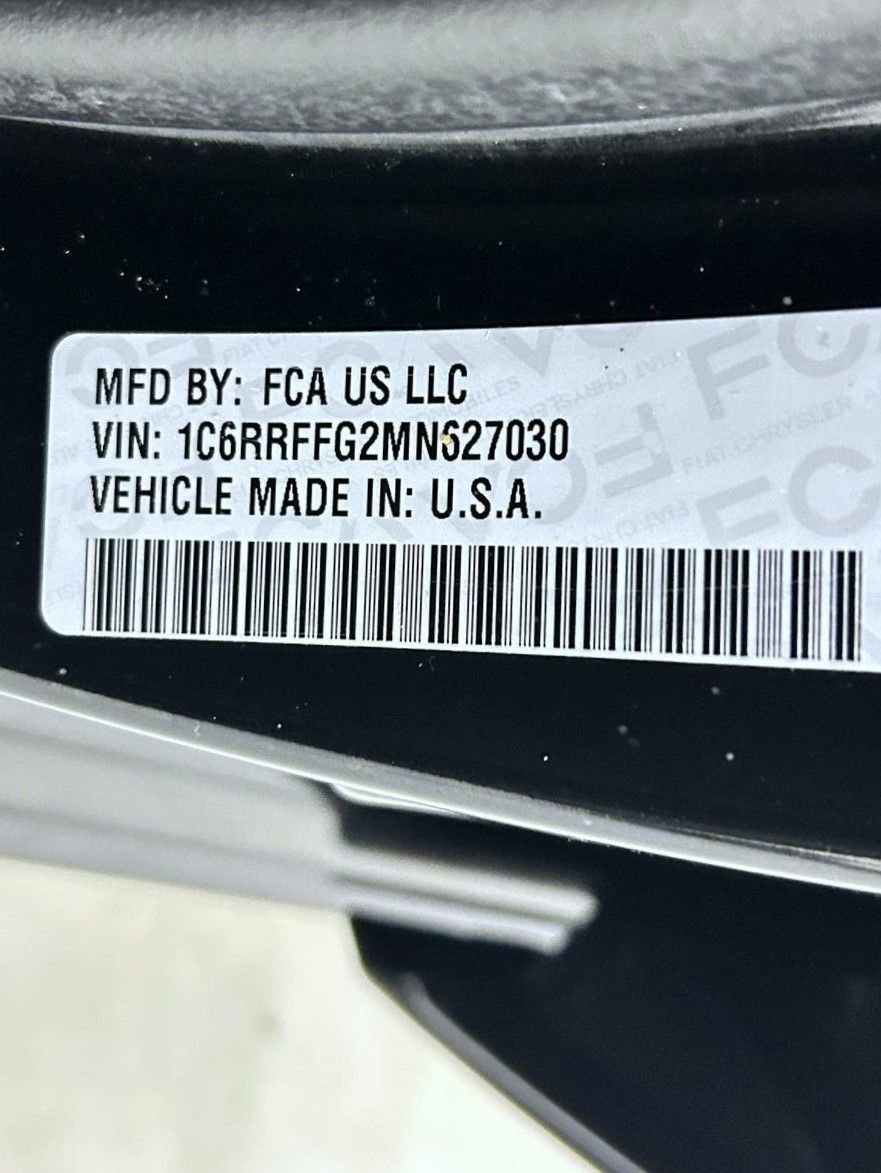 MFD BY: FCA US LLC
VIN: 1C6RRFFG2MN627030
VEHICLE MADE IN: U.S.A.